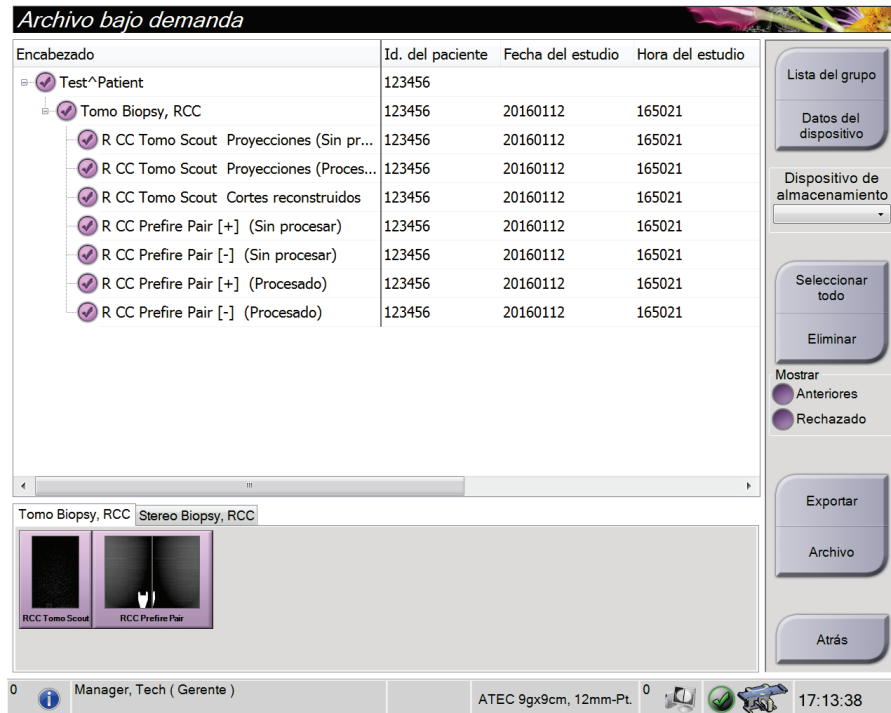 Archivo bajo demanda
Encabezado Id. del paciente Fecha del estudio Hora del estudio
Test^Patient 123456
Tomo Biopsy, RCC 123456 20160112 165021
R CC Tomo Scout Proyecciones (Sin pr... 123456 20160112 165021
R CC Tomo Scout Proyecciones (Proces... 123456 20160112 165021
R CC Tomo Scout Cortes reconstruidos 123456 20160112 165021
R CC Prefire Pair [+] (Sin procesar) 123456 20160112 165021
R CC Prefire Pair [-] (Sin procesar) 123456 20160112 165021
R CC Prefire Pair [+] (Procesado) 123456 20160112 165021
R CC Prefire Pair [-] (Procesado) 123456 20160112 165021
Lista del grupo
Datos del
dispositivo
Dispositivo de
almacenamiento
Seleccionar
todo
Eliminar
Mostrar
Anteriores
Rechazado
Exportar
Archivo
Atrás
Tomo Biopsy, RCC Stereo Biopsy, RCC
RCC Tomo Scout RCC Prefire Pair
0 Manager, Tech ( Gerente ) ATEC 9gx9cm, 12mm-Pt. 0 17:13:38